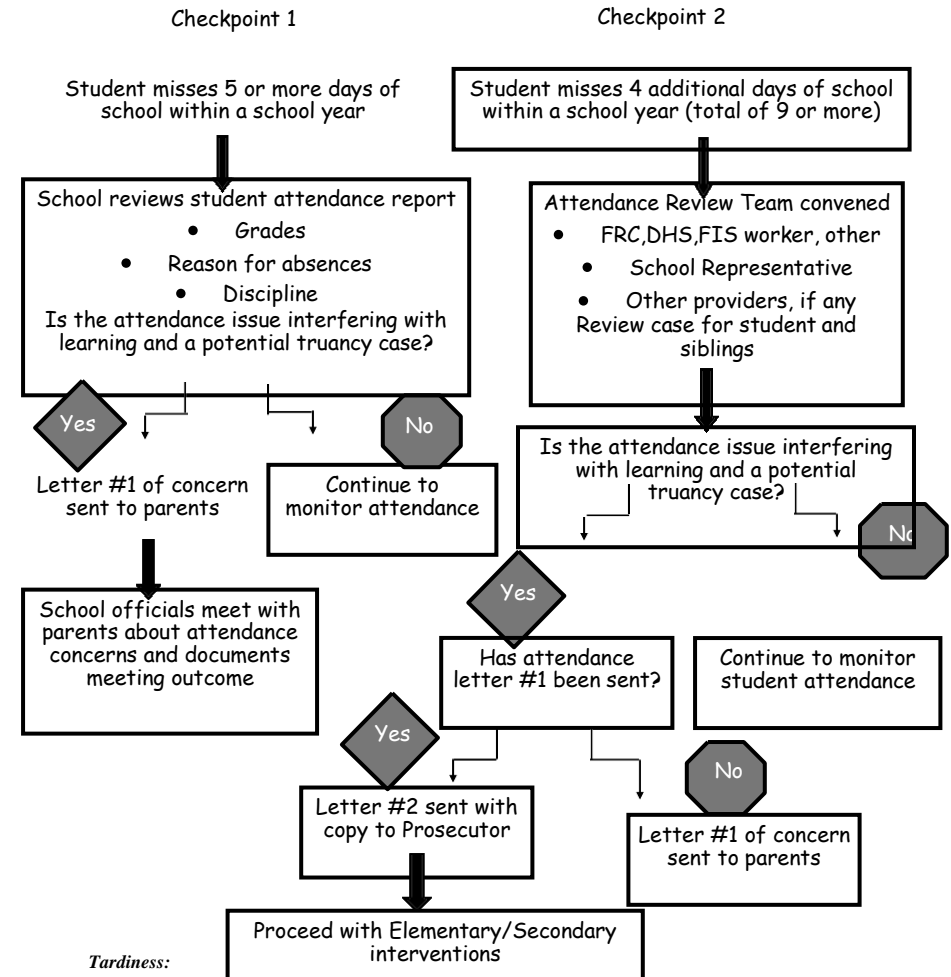 Checkpoint 1
Student misses 5 or more days of
school within a school year
School reviews student attendance report
• Grades
• Reason for absences
• Discipline
Is the attendance issue interfering with
learning and a potential truancy case?
Yes
No
Letter #1 of concern
sent to parents
Continue to
monitor attendance
School officials meet with
parents about attendance
concerns and documents
meeting outcome
Checkpoint 2
Student misses 4 additional days of school
within a school year (total of 9 or more)
Attendance Review Team convened
• FRC,DHS,FIS worker, other
• School Representative
• Other providers, if any
Review case for student and
siblings
Is the attendance issue interfering
with learning and a potential
truancy case?
No
Yes
Has attendance
letter #1 been sent?
Continue to monitor
student attendance
Yes
No
Letter #2 sent with
copy to Prosecutor
Letter #1 of concern
sent to parents
Proceed with Elementary/Secondary
interventions
Tardiness: